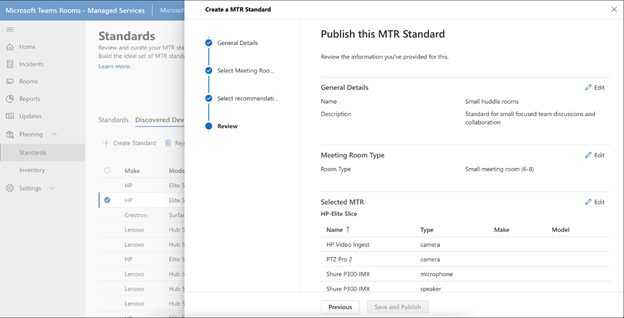 Microsoft Teams Rooms - Managed Services
Microsof
Home
Incidents
Rooms
Reports
Updates
Planning
Standards
Inventory
Settings
Standards
Review and curate your MTR sta
Build the ideal set of MTR standa
Learn more.
Standards Discovered Dev
Create Standard Reje
Make Mode
HP Elite S
HP Elite S
Crestron Surfac
Lenovo Hub S
Lenovo Hub S
HP Elite S
Lenovo Hub S
Lenovo Hub S
Lenovo Hub S
Create a MTR Standard
General Details
Select Meeting Roo...
Select recommendati...
Review
Publish this MTR Standard
Review the information you've provided for this.
General Details Edit
Name Small huddle rooms
Description Standard for small focused team discussions and
collaboration
Meeting Room Type Edit
Room Type Small meeting room (6-8)
Selected MTR Edit
HP-Elite Slice
Name ↑ Type Make Model
HP Video Ingest camera
PTZ Pro 2 camera
Shure P300-IMX microphone
Shure P300-IMX speaker
Previous Save and Publish